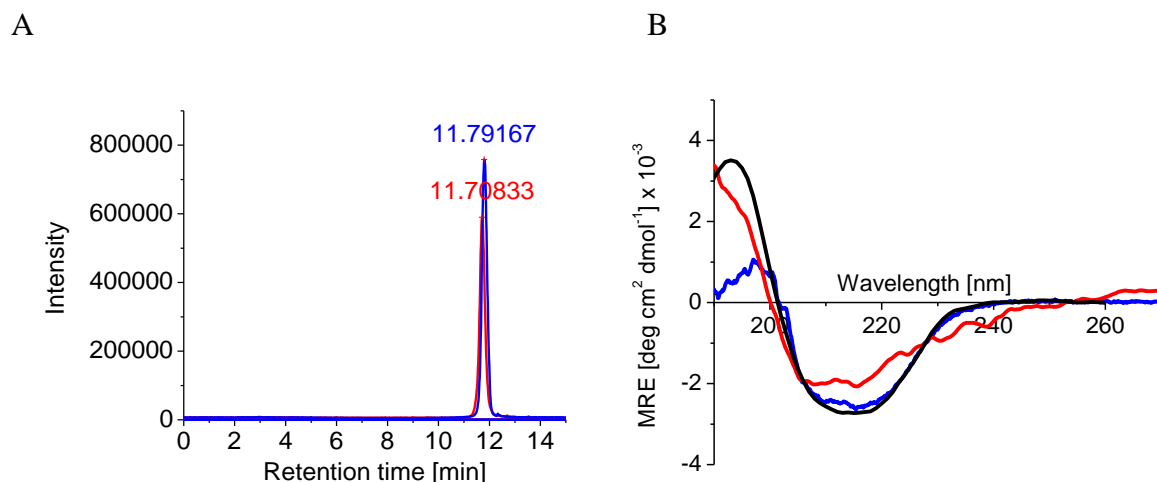 A
B
11.79167
11.70833
800000
600000
400000
200000
0
Intensity
0 2 4 6 8 10 12 14
Retention time [min]
4
2
0
-2
-4
MRE [deg cm² dmol⁻¹] x 10⁻³
Wavelength [nm]
200 220 240 260